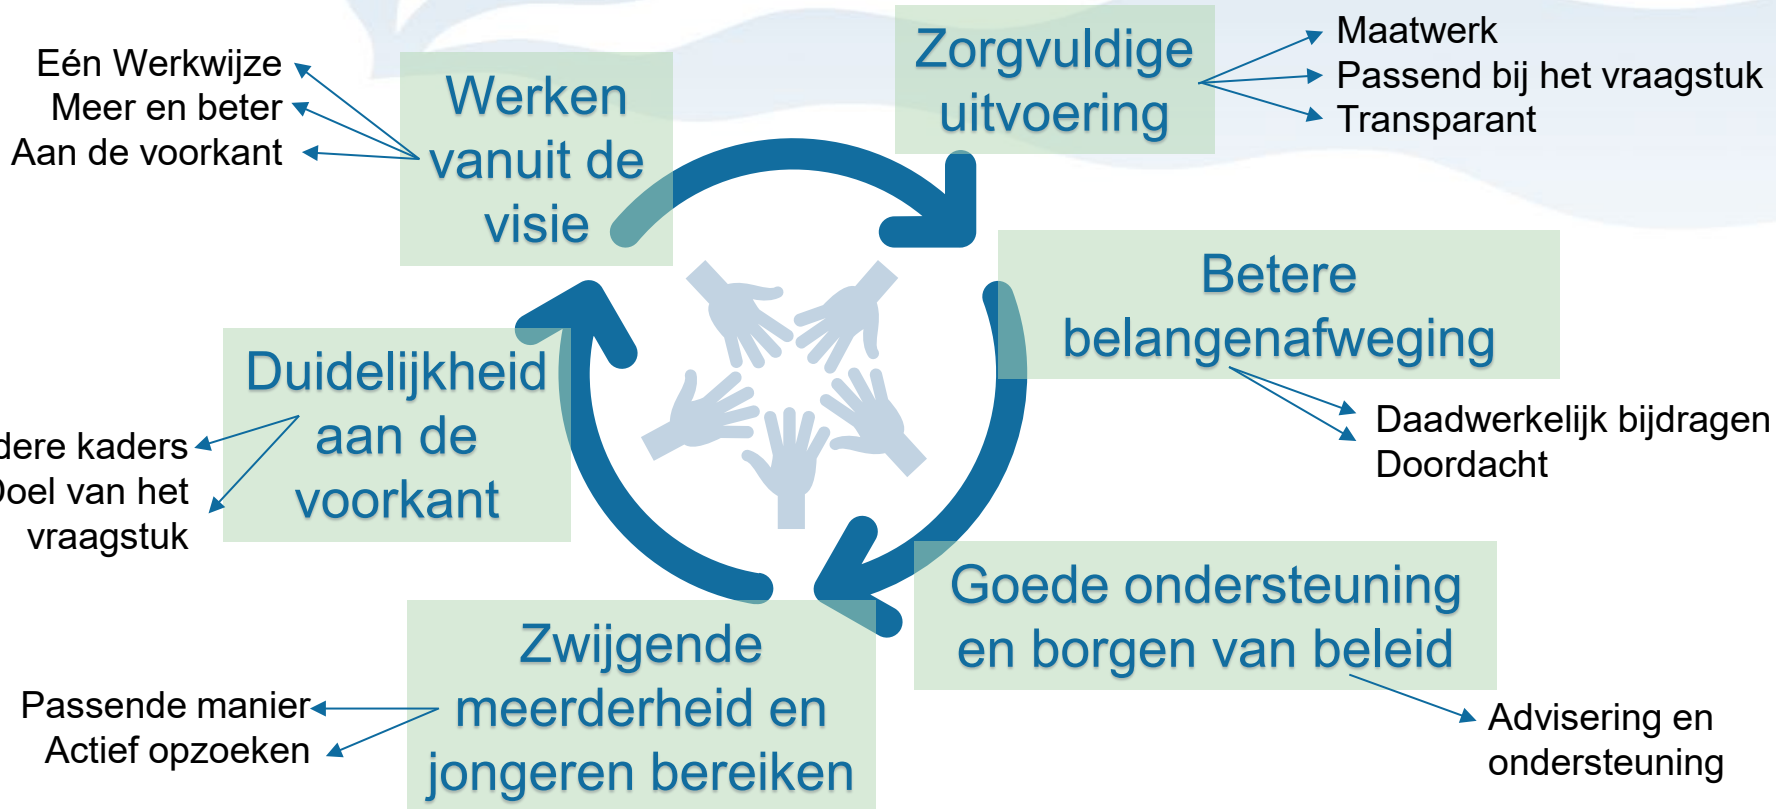 Eén Werkwijze
Meer en beter
Aan de voorkant
Werken
vanuit de
visie
Zorgvuldige
uitvoering
Maatwerk
Passend bij het vraagstuk
Transparant
Betere
belangenafweging
Daadwerkelijk bijdragen
Doordacht
Goede ondersteuning
en borgen van beleid
Advisering en
ondersteuning
Zwijgende
meerderheid en
jongeren bereiken
Passende manier
Actief opzoeken
Duidelijkheid
aan de
voorkant
kaders
van het
vraagstuk